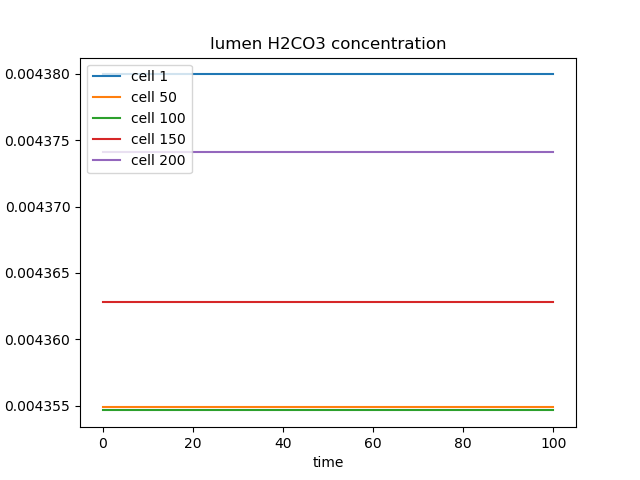 lumen H2CO3 concentration
0.004380
0.004375
0.004370
0.004365
0.004360
0.004355
cell 1
cell 50
cell 100
cell 150
cell 200
0 20 40 60 80 100
time